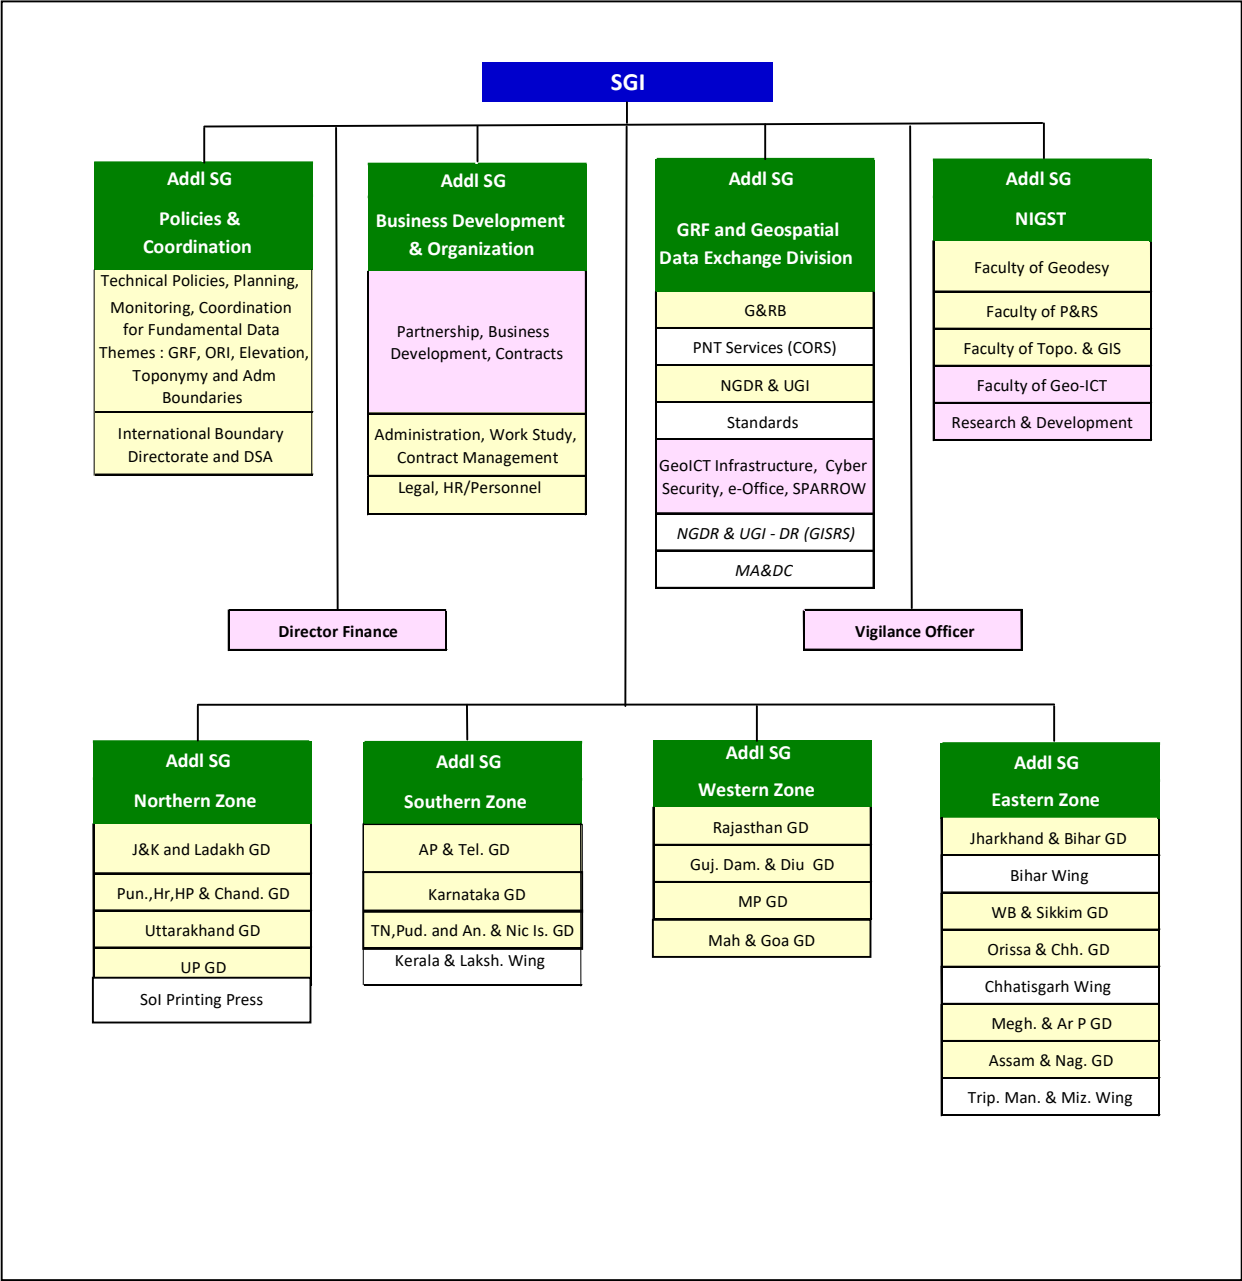 SGI
Addl SG
Policies &
Coordination
Technical Policies, Planning,
Monitoring, Coordination
for Fundamental Data
Themes : GRF, ORI, Elevation,
Toponymy and Adm
Boundaries
International Boundary
Directorate and DSA
Addl SG
Business Development
& Organization
Partnership, Business
Development, Contracts
Administration, Work Study,
Contract Management
Legal, HR/Personnel
Addl SG
GRF and Geospatial
Data Exchange Division
G&RB
PNT Services (CORS)
NGDR & UGI
Standards
GeoICT Infrastructure, Cyber
Security, e-Office, SPARROW
NGDR & UGI - DR (GISRS)
MA&DC
Addl SG
NIGST
Faculty of Geodesy
Faculty of P&RS
Faculty of Topo. & GIS
Faculty of Geo-ICT
Research & Development
Director Finance
Vigilance Officer
Addl SG
Northern Zone
J&K and Ladakh GD
Pun.,Hr,HP & Chand. GD
Uttarakhand GD
UP GD
SoI Printing Press
Addl SG
Southern Zone
AP & Tel. GD
Karnataka GD
TN,Pud. and An. & Nic Is. GD
Kerala & Laksh. Wing
Addl SG
Western Zone
Rajasthan GD
Guj. Dam. & Diu GD
MP GD
Mah & Goa GD
Addl SG
Eastern Zone
Jharkhand & Bihar GD
Bihar Wing
WB & Sikkim GD
Orissa & Chh. GD
Chhatisgarh Wing
Megh. & Ar P GD
Assam & Nag. GD
Trip. Man. & Miz. Wing